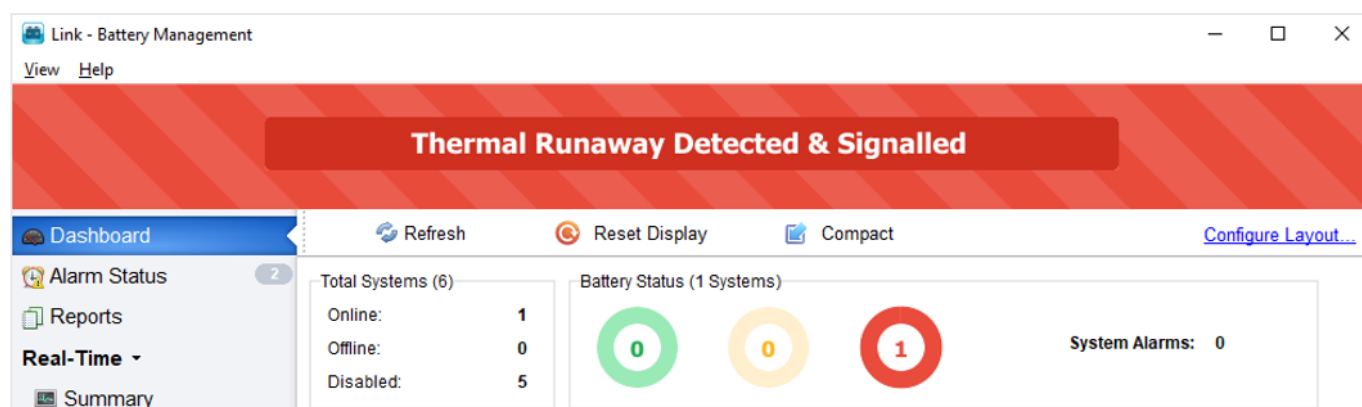 Link - Battery Management
View Help
Thermal Runaway Detected & Signalled
Dashboard
Refresh
Reset Display
Compact
Configure Layout...
Alarm Status 2
Reports
Real-Time
Summary
Total Systems (6)
Online: 1
Offline: 0
Disabled: 5
Battery Status (1 Systems)
0 0 1
System Alarms: 0